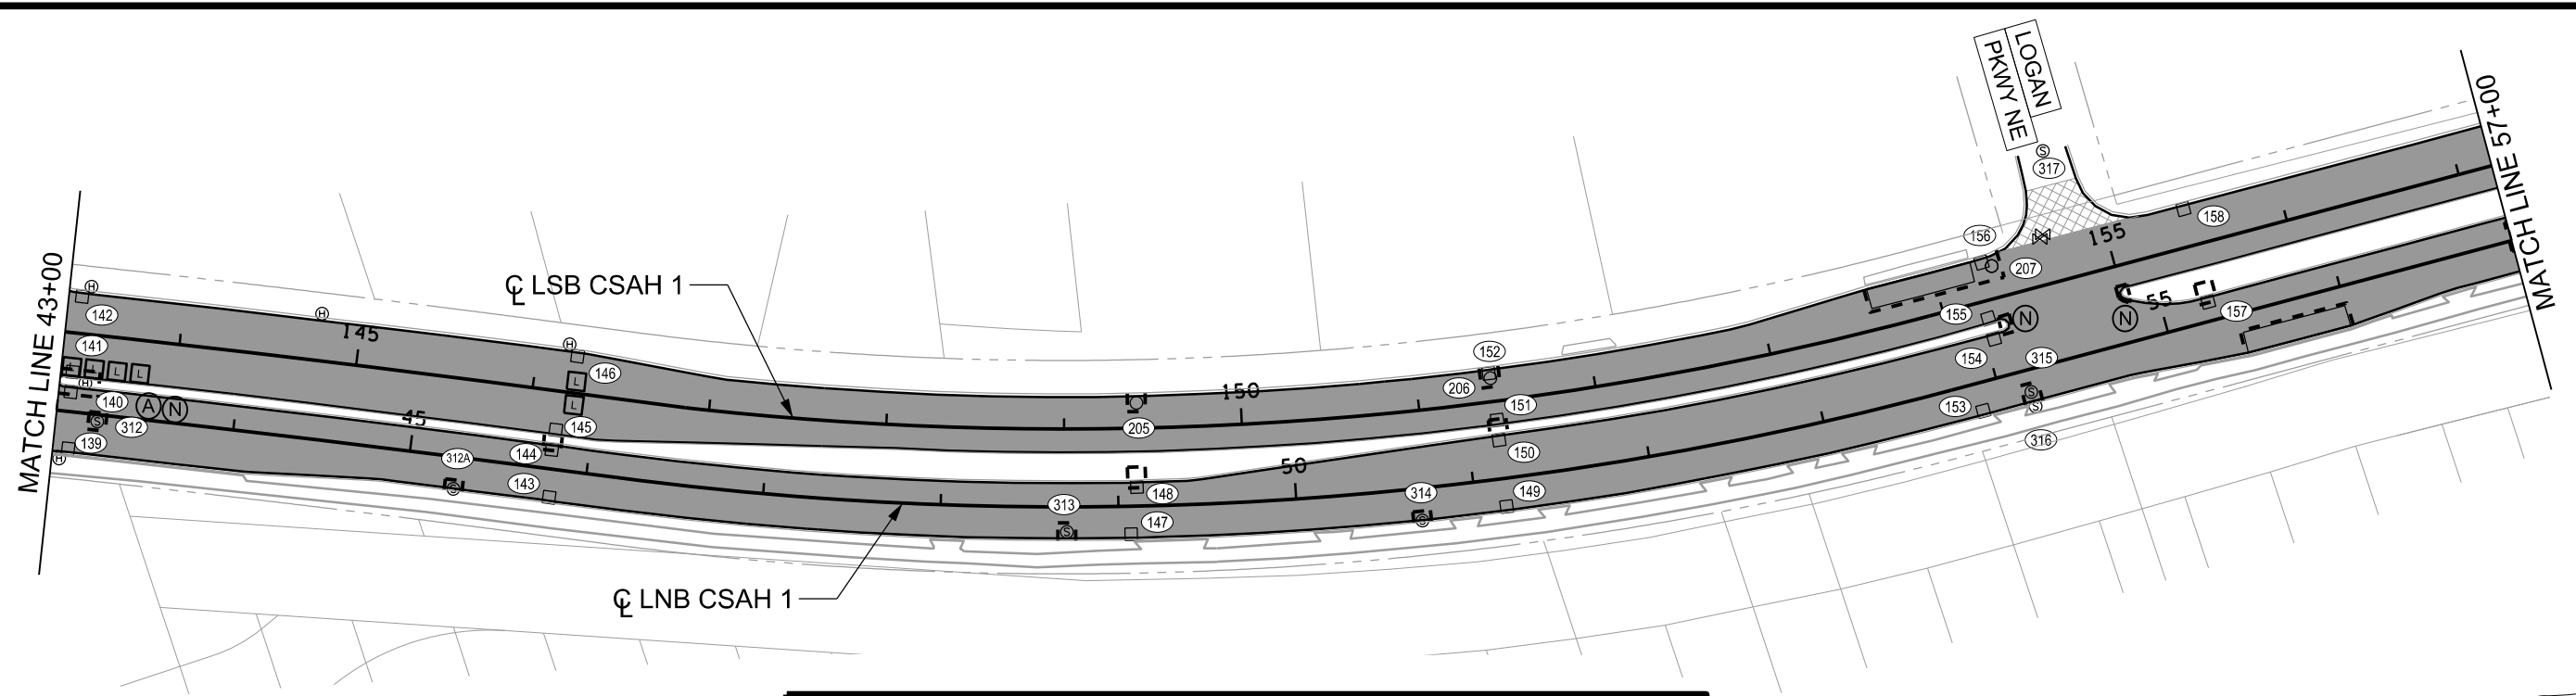 LOGAN
PKWY NE
S
317
MATCH LINE 57+00
158
156
155
207
MATCH LINE 43+00
H
142
H
145
H
℄ LSB CSAH 1
152
206
150
155
N
N
55
157
141
L
L
L
L
H
146
L
L
151
154
315
140
A
N
45
145
205
S
312
S
153
S
316
139
H
312A
144
150
50
S
143
148
313
314
149
S
147
S
℄ LNB CSAH 1